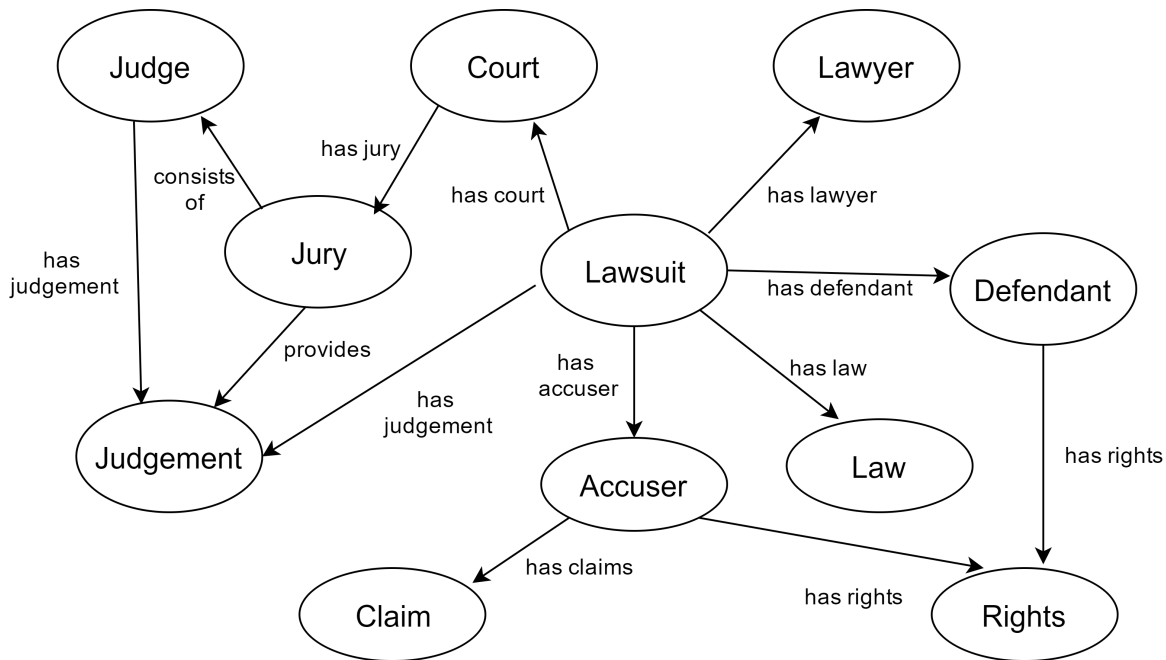 Judge
Court
Lawyer
has jury
consists
of
has court
has lawyer
Jury
has
judgement
Lawsuit
has defendant
Defendant
provides
has
accuser
has law
has
judgement
has rights
Judgement
Accuser
Law
has claims
has rights
Claim
Rights